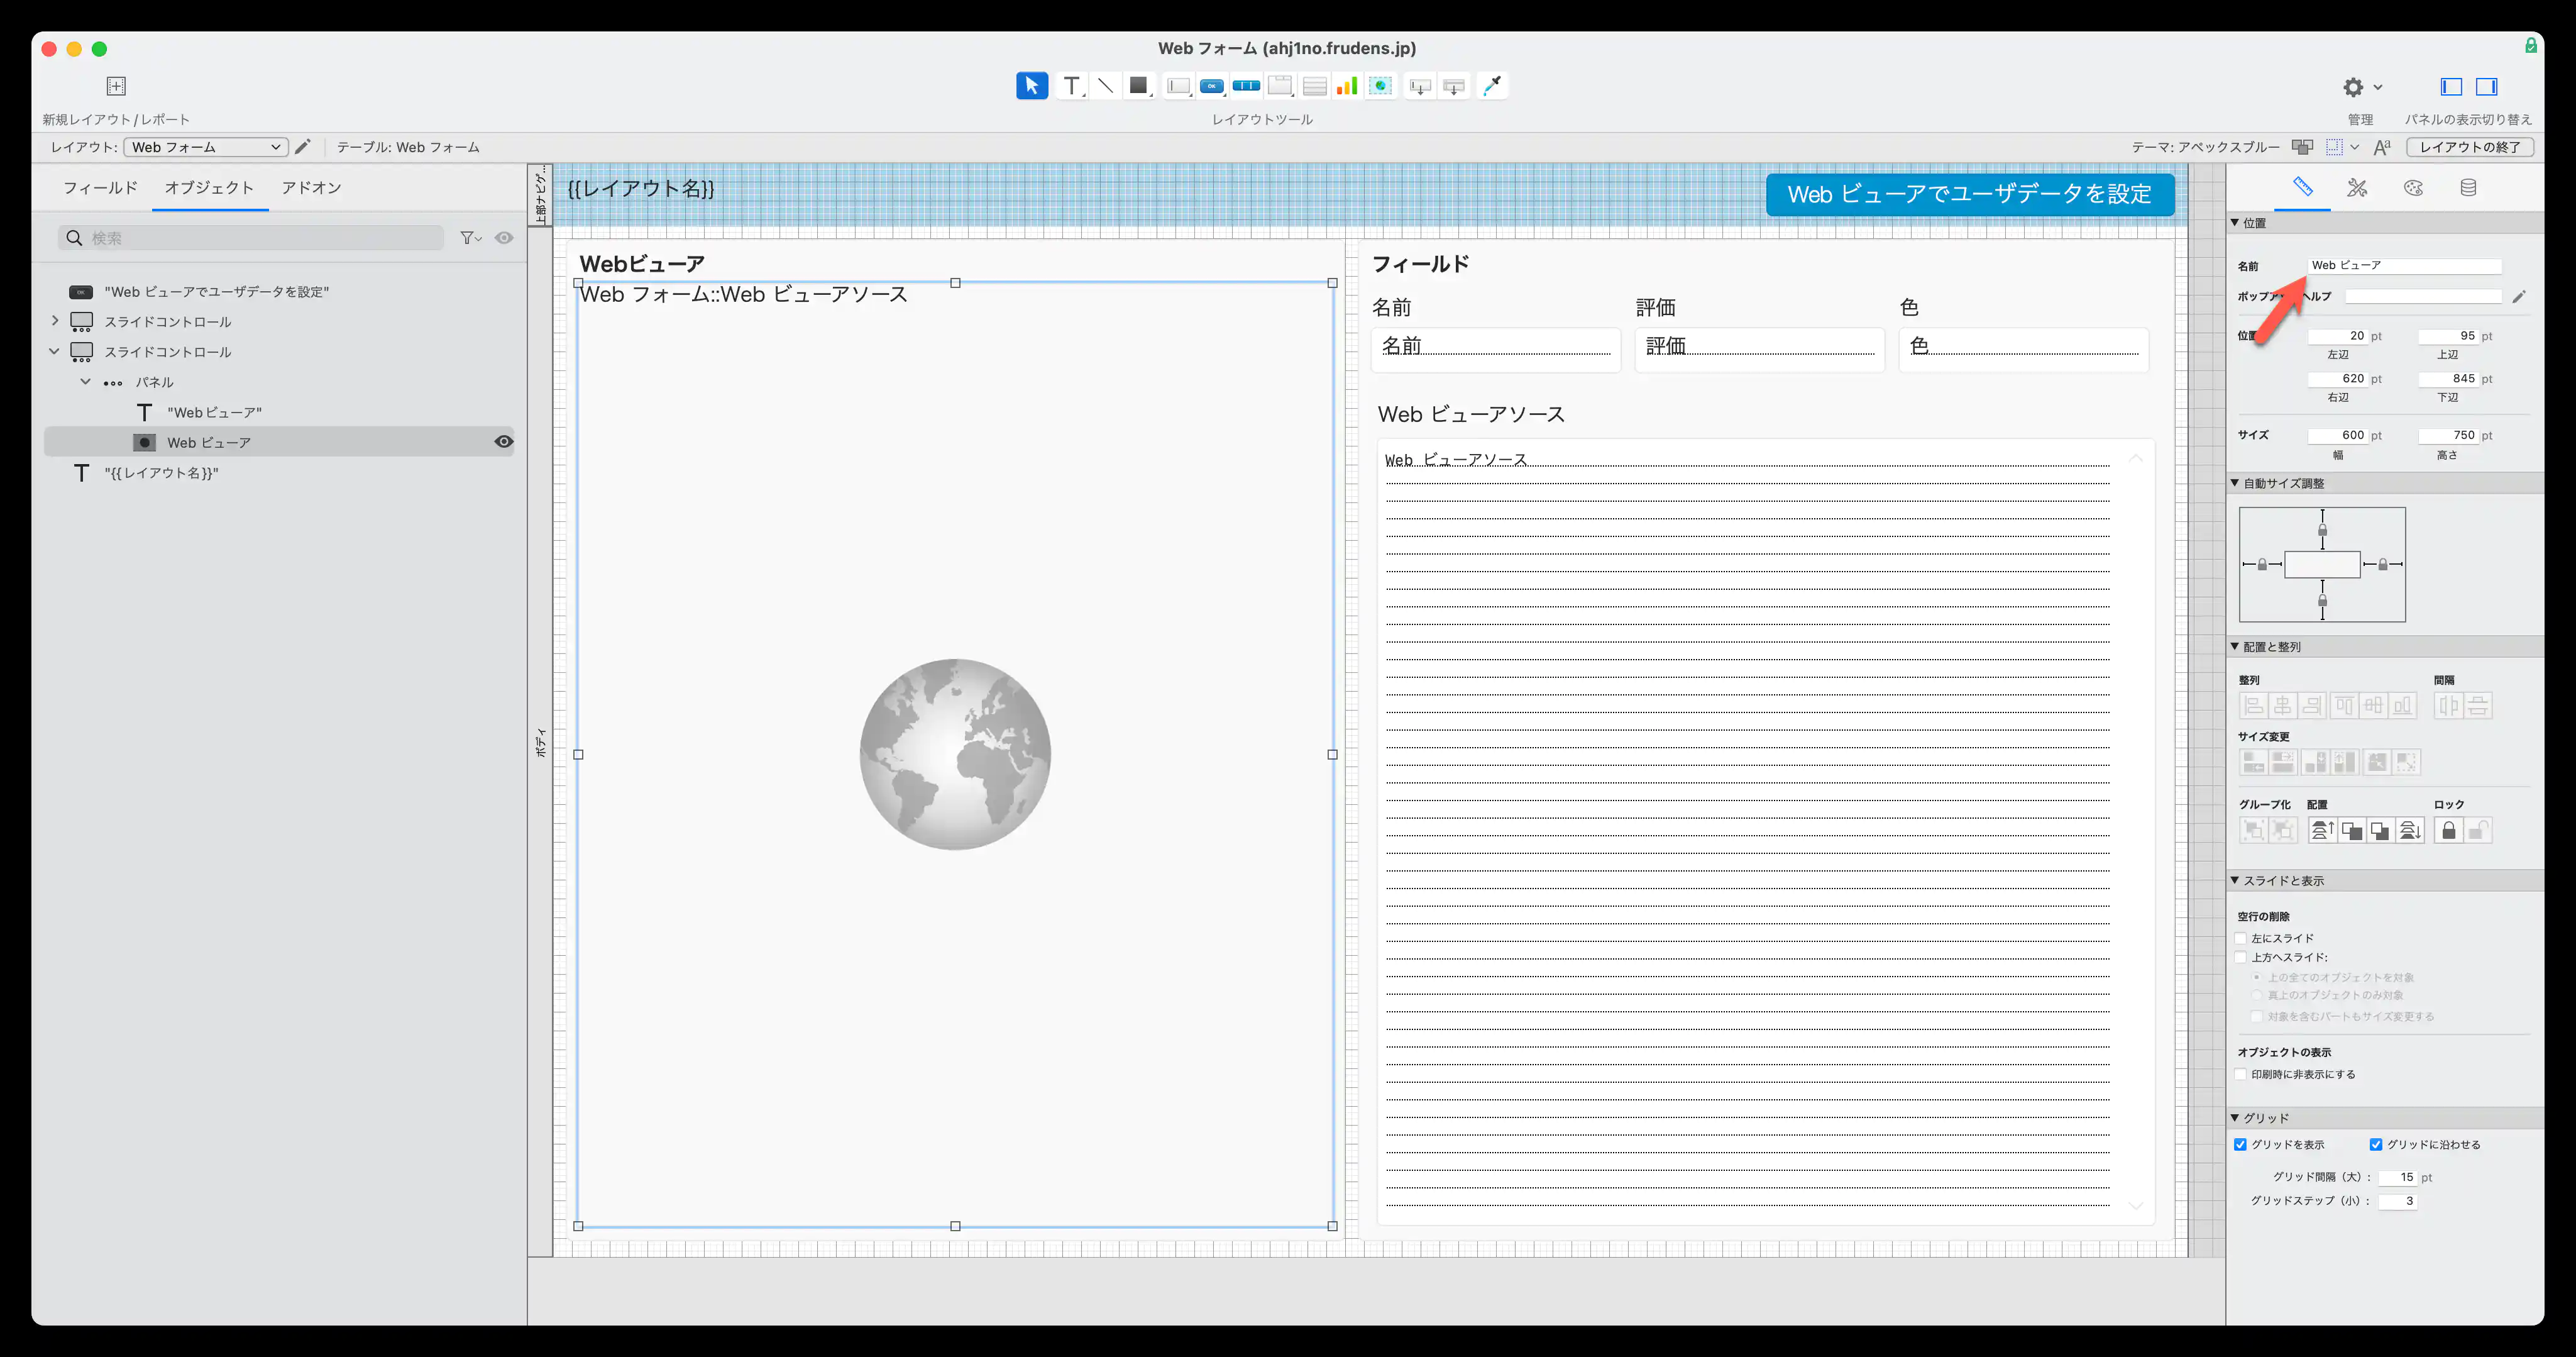 Web フォーム (ahj1no.frudens.jp)
新規レイアウト/レポート
レイアウトツール
管理
パネルの表示切り替え
レイアウト: Web フォーム
テーブル: Web フォーム
テーマ: アペックスブルー
レイアウトの終了
フィールド
オブジェクト
アドオン
検索
"Web ビューアでユーザデータを設定"
スライドコントロール
スライドコントロール
パネル
"Webビューア"
Web ビューア
"{{レイアウト名}}"
上部ナビゲ...
ボディ
{{レイアウト名}}
Web ビューアでユーザデータを設定
Webビューア
Web フォーム::Web ビューアソース
フィールド
名前 評価 色
名前 評価 色
Web ビューアソース
Web ビューアソース
位置
名前 Web ビューア
ポップア ヘルプ
位置 20 pt 95 pt
左辺 上辺
620 pt 845 pt
右辺 下辺
サイズ 600 pt 750 pt
幅 高さ
自動サイズ調整
配置と整列
整列 間隔
サイズ変更
グループ化 配置 ロック
スライドと表示
空行の削除
左にスライド
上方へスライド:
上の全てのオブジェクトを対象
真上のオブジェクトのみ対象
対象を含むパートもサイズ変更する
オブジェクトの表示
印刷時に非表示にする
グリッド
グリッドを表示 グリッドに沿わせる
グリッド間隔（大）: 15 pt
グリッドステップ（小）: 3